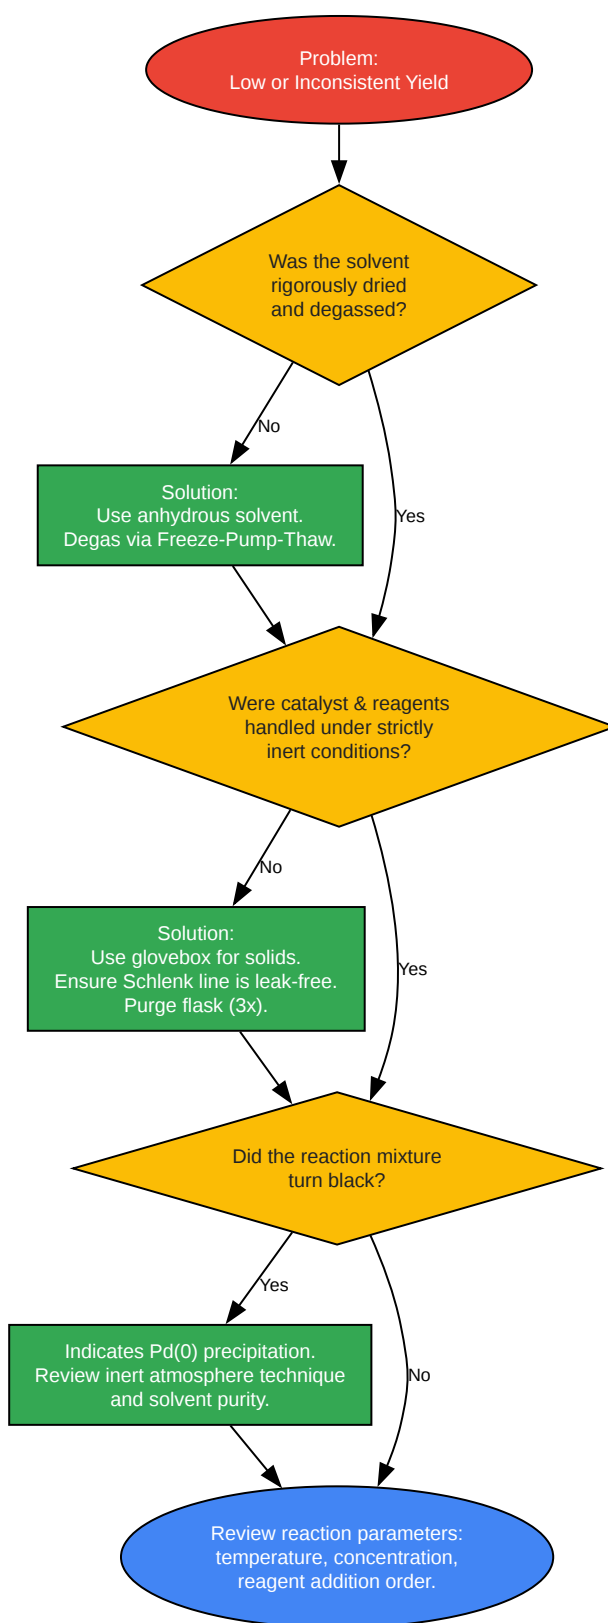 Problem:
Low or Inconsistent Yield
Was the solvent
rigorously dried
and degassed?
No
Yes
Solution:
Use anhydrous solvent.
Degas via Freeze-Pump-Thaw.
Were catalyst & reagents
handled under strictly
inert conditions?
No
Yes
Solution:
Use glovebox for solids.
Ensure Schlenk line is leak-free.
Purge flask (3x).
Did the reaction mixture
turn black?
Yes
No
Indicates Pd(0) precipitation.
Review inert atmosphere technique
and solvent purity.
Review reaction parameters:
temperature, concentration,
reagent addition order.